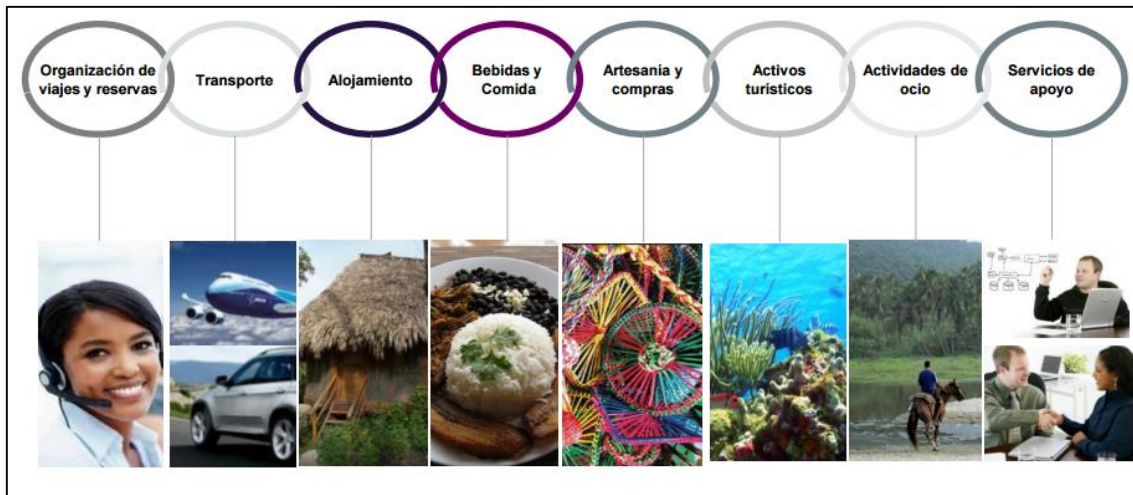 Organización de
viajes y reservas
Transporte
Alojamiento
Bebidas y
Comida
Artesanía y
compras
Activos
turísticos
Actividades de
ocio
Servicios de
apoyo